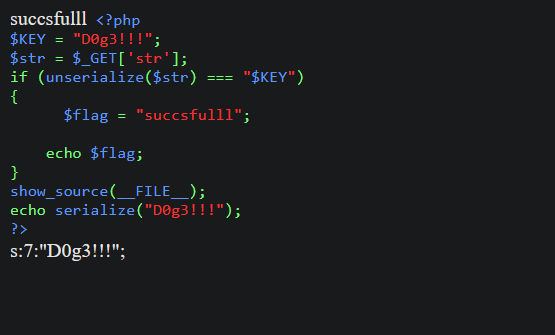 succsfulll <?php
$KEY = "D0g3!!!";
$str = $_GET['str'];
if (unserialize($str) === "$KEY")
{
$flag = "succsfulll";
echo $flag;
}
show_source(__FILE__);
echo serialize("D0g3!!!");
?>
s:7:"D0g3!!!";